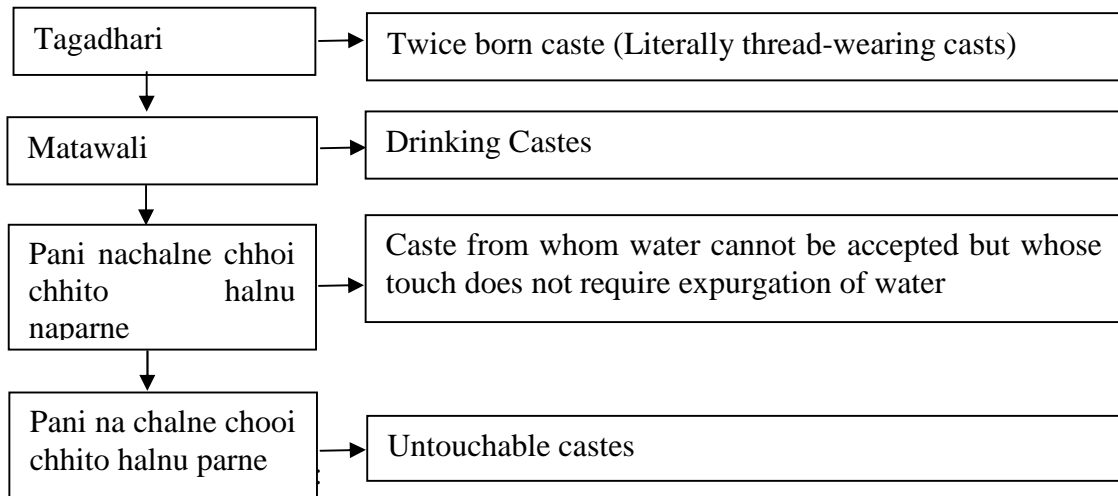 Tagadhari
Twice born caste (Literally thread-wearing casts)
Matawali
Drinking Castes
Pani nachalne chhoi
chhito halnu
naparne
Caste from whom water cannot be accepted but whose
touch does not require expurgation of water
Pani na chalne chooi
chhito halnu parne
:
Untouchable castes